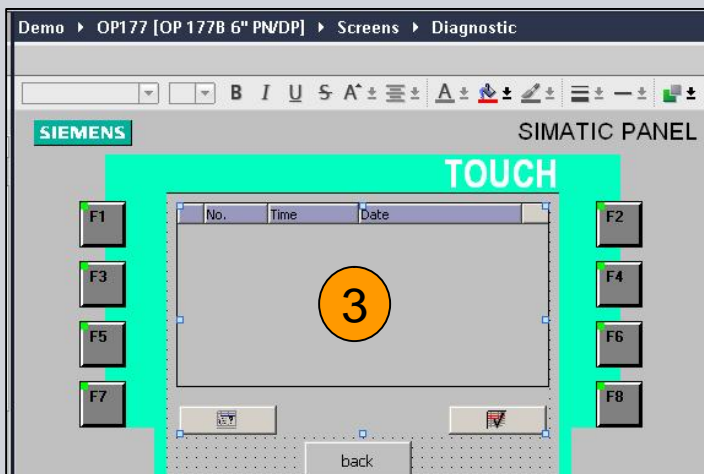 Demo ▸ OP177 [OP 177B 6" PN/DP] ▸ Screens ▸ Diagnostic
B I U S A A
SIEMENS SIMATIC PANEL
TOUCH
No. Time Date
F1 F2
F3 F4
3
F5 F6
F7 F8
back